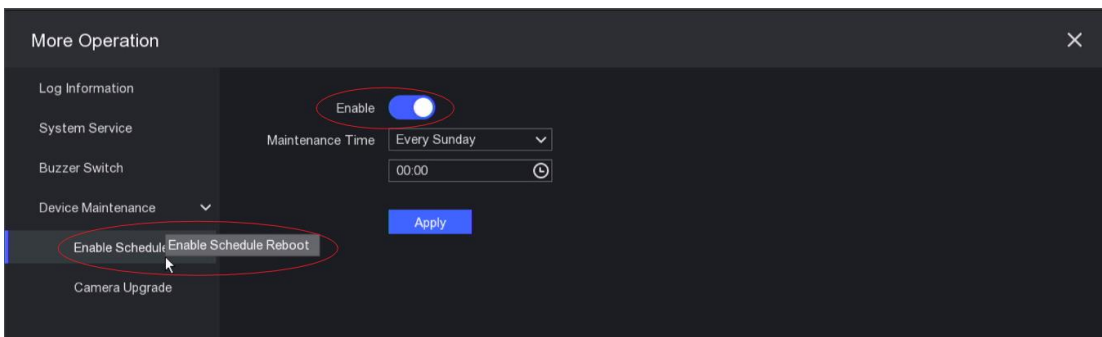 More Operation
Log Information
System Service
Buzzer Switch
Device Maintenance
Enable Schedule
Enable Schedule Reboot
Camera Upgrade
Enable
Maintenance Time Every Sunday
00:00
Apply